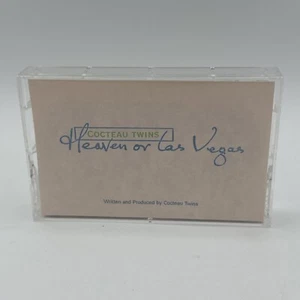 COCTEAU TWINS
Heaven or Las Vegas
Written and Produced by Cocteau Twins